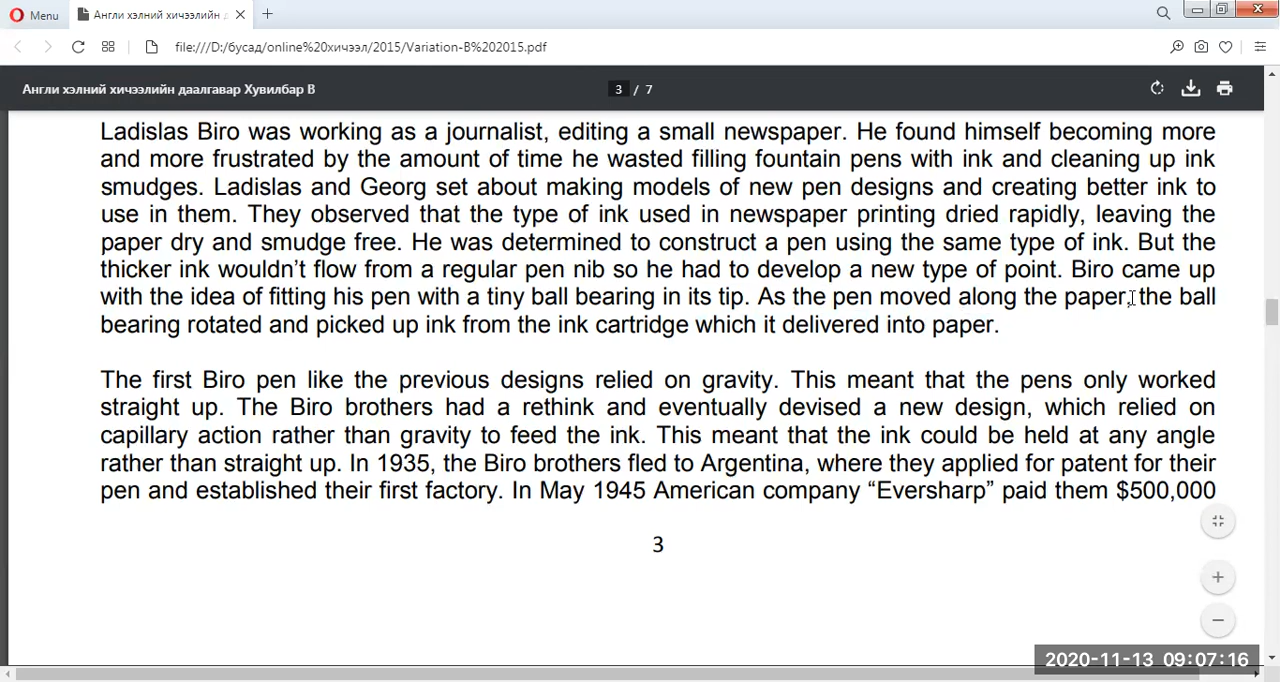 Menu
Англи хэлний хичээлийн
file:///D:/бусад/online%20хичээл/2015/Variation-B%202015.pdf
Англи хэлний хичээлийн даалгавар Хувилбар B
3 / 7
Ladislas Biro was working as a journalist, editing a small newspaper. He found himself becoming more
and more frustrated by the amount of time he wasted filling fountain pens with ink and cleaning up ink
smudges. Ladislas and Georg set about making models of new pen designs and creating better ink to
use in them. They observed that the type of ink used in newspaper printing dried rapidly, leaving the
paper dry and smudge free. He was determined to construct a pen using the same type of ink. But the
thicker ink wouldn’t flow from a regular pen nib so he had to develop a new type of point. Biro came up
with the idea of fitting his pen with a tiny ball bearing in its tip. As the pen moved along the paper, the ball
bearing rotated and picked up ink from the ink cartridge which it delivered into paper.
The first Biro pen like the previous designs relied on gravity. This meant that the pens only worked
straight up. The Biro brothers had a rethink and eventually devised a new design, which relied on
capillary action rather than gravity to feed the ink. This meant that the ink could be held at any angle
rather than straight up. In 1935, the Biro brothers fled to Argentina, where they applied for patent for their
pen and established their first factory. In May 1945 American company “Eversharp” paid them $500,000
3
2020-11-13 09:07:16